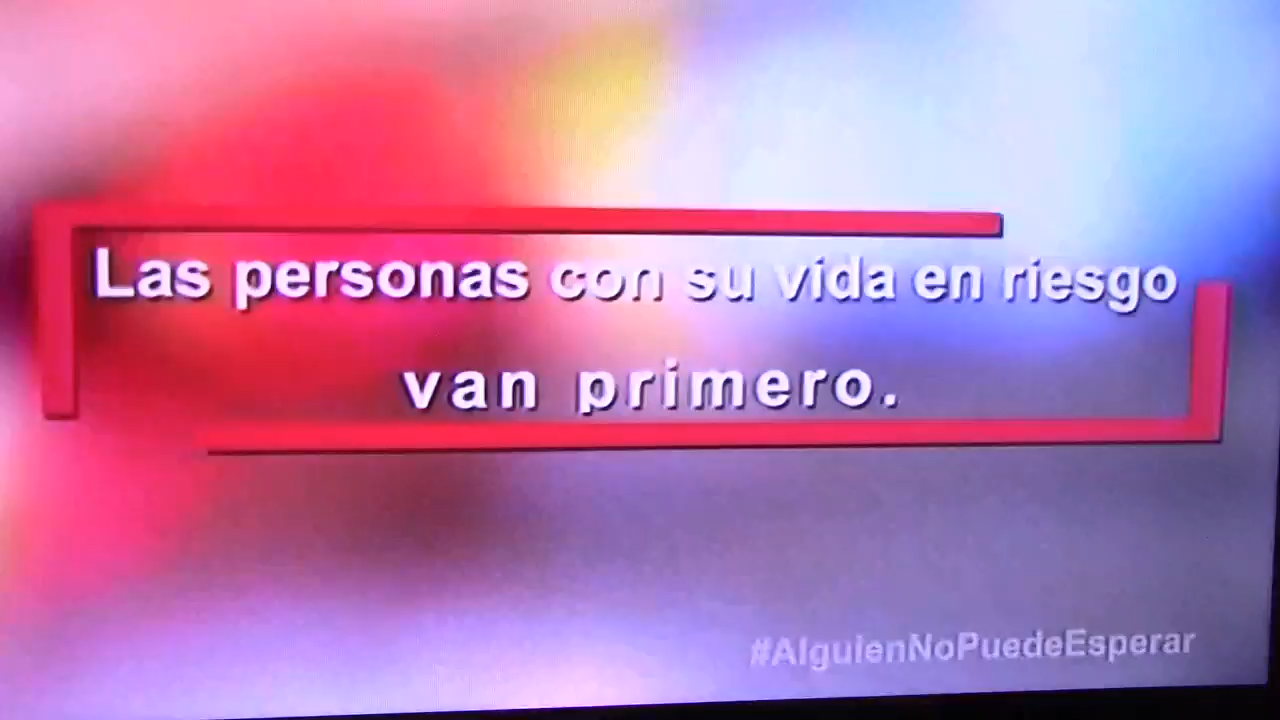 Las personas con su vida en riesgo
van primero.
#AlguienNoPuedeEsperar